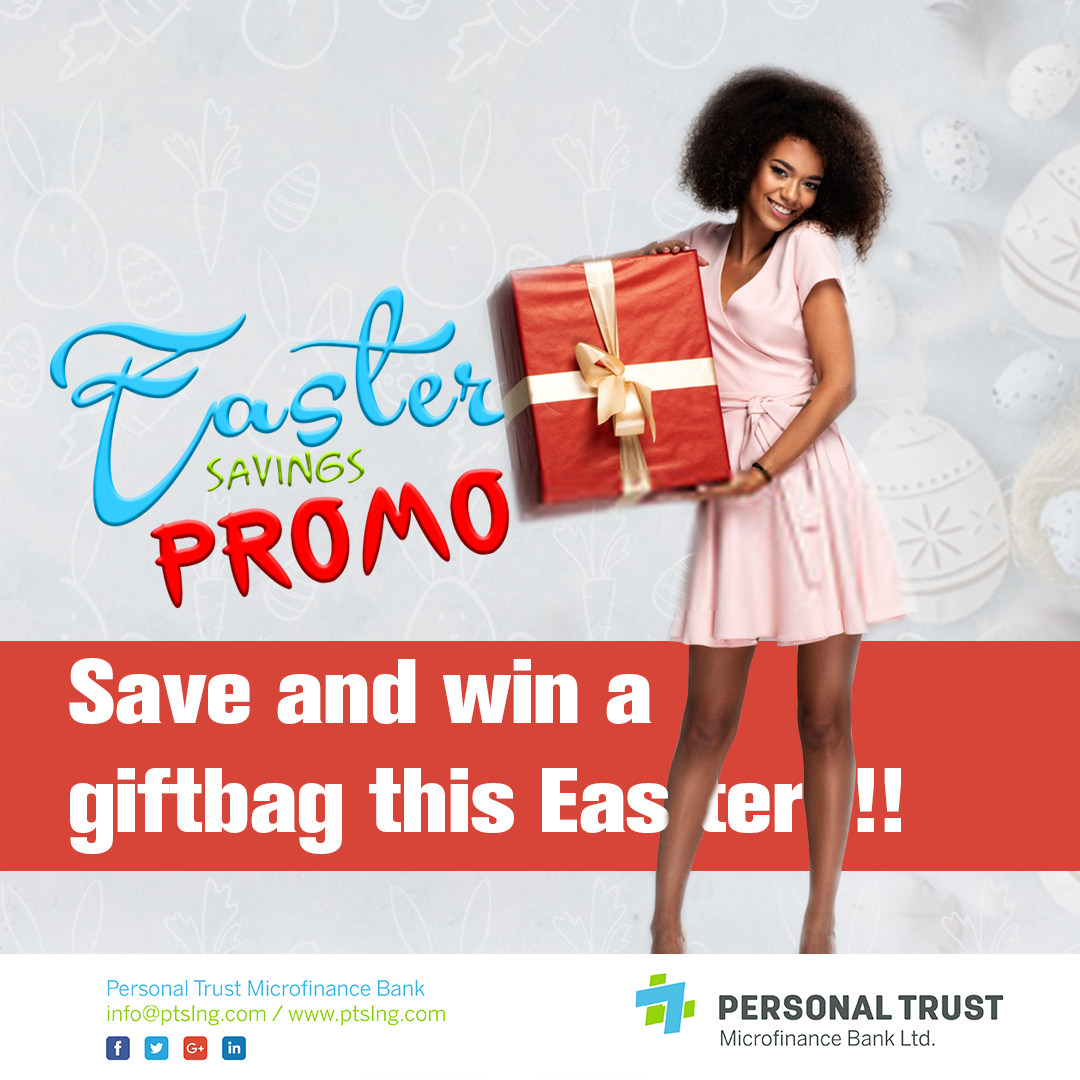 Easter
SAVINGS
PROMO
Save and win a
giftbag this Easter !!
Personal Trust Microfinance Bank
info@ptslng.com / www.ptslng.com
f G+ in
PERSONAL TRUST
Microfinance Bank Ltd.